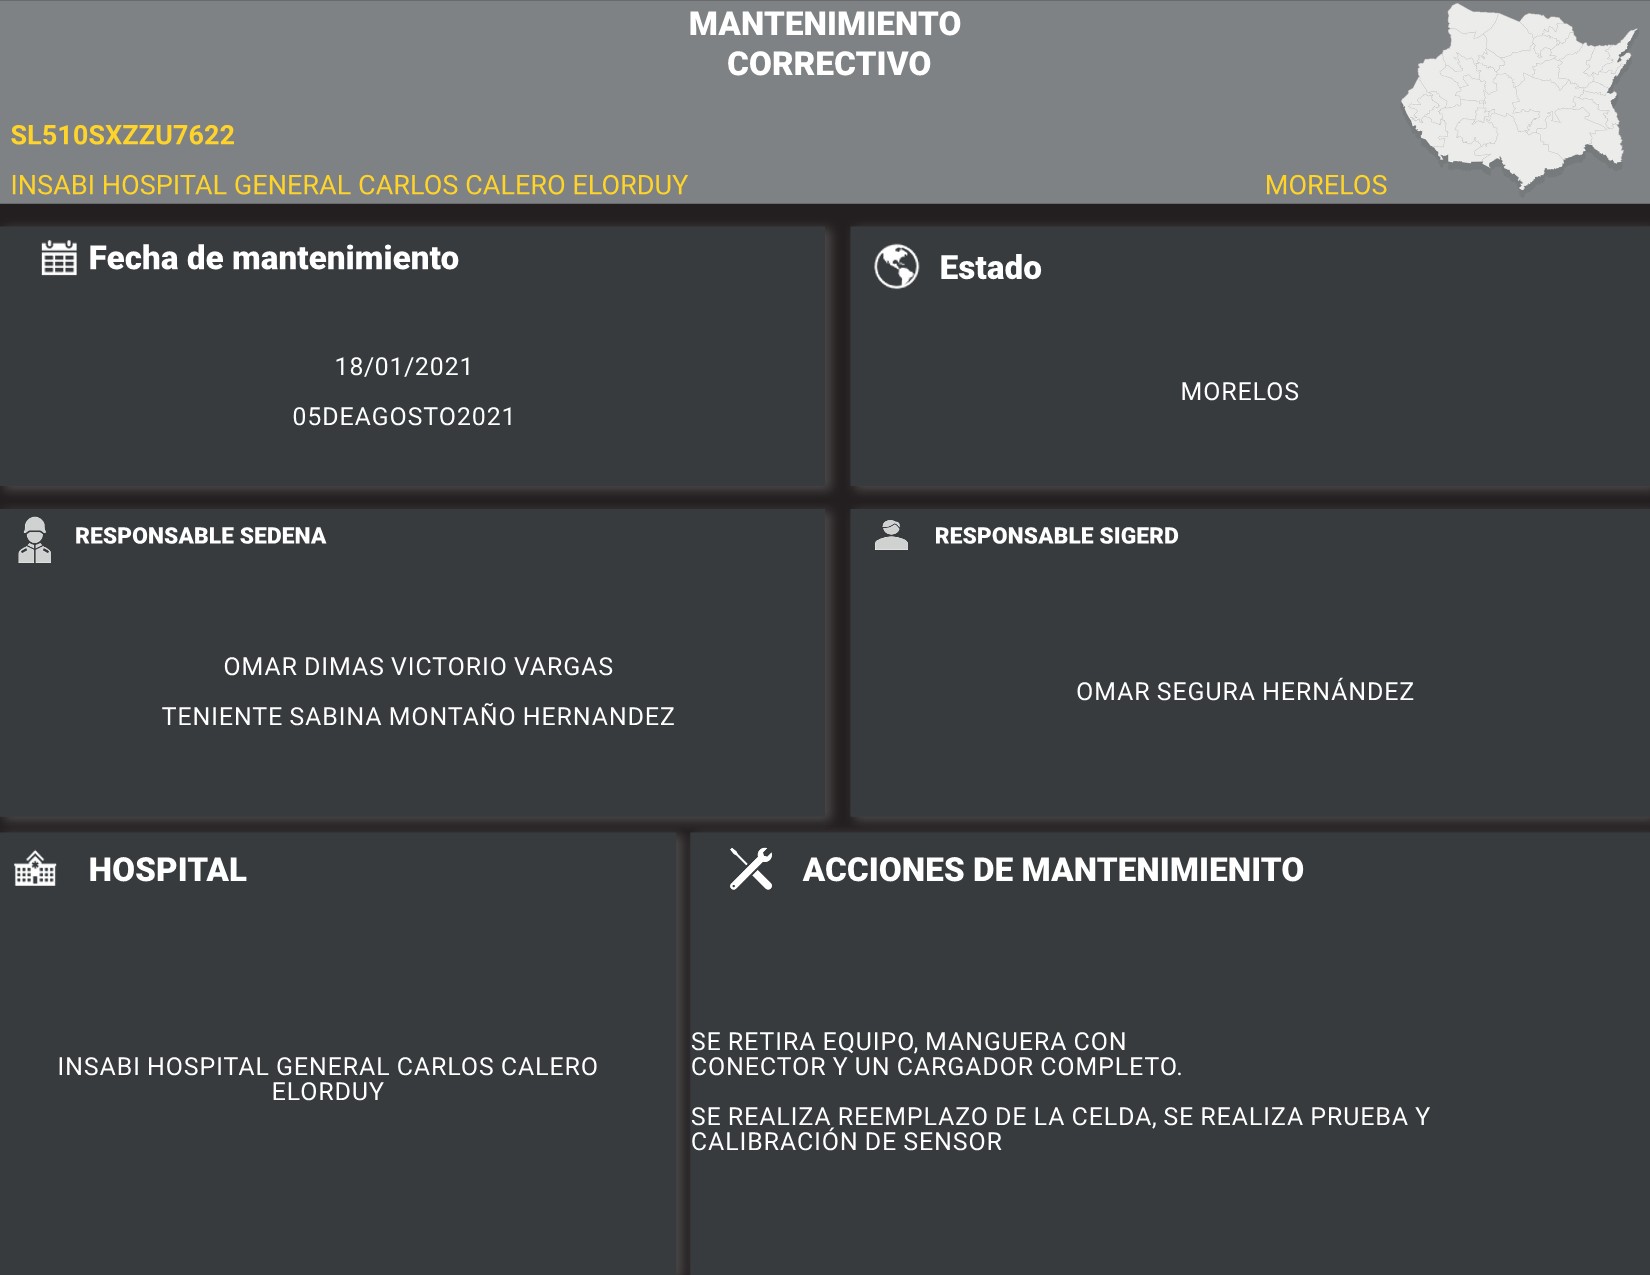 MANTENIMIENTO
CORRECTIVO
SL510SXZZU7622
INSABI HOSPITAL GENERAL CARLOS CALERO ELORDUY
MORELOS
Fecha de mantenimiento
18/01/2021
05DEAGOSTO2021
Estado
MORELOS
RESPONSABLE SEDENA
OMAR DIMAS VICTORIO VARGAS
TENIENTE SABINA MONTAÑO HERNANDEZ
RESPONSABLE SIGERD
OMAR SEGURA HERNÁNDEZ
HOSPITAL
INSABI HOSPITAL GENERAL CARLOS CALERO
ELORDUY
ACCIONES DE MANTENIMIENITO
SE RETIRA EQUIPO, MANGUERA CON
CONECTOR Y UN CARGADOR COMPLETO.
SE REALIZA REEMPLAZO DE LA CELDA, SE REALIZA PRUEBA Y
CALIBRACIÓN DE SENSOR